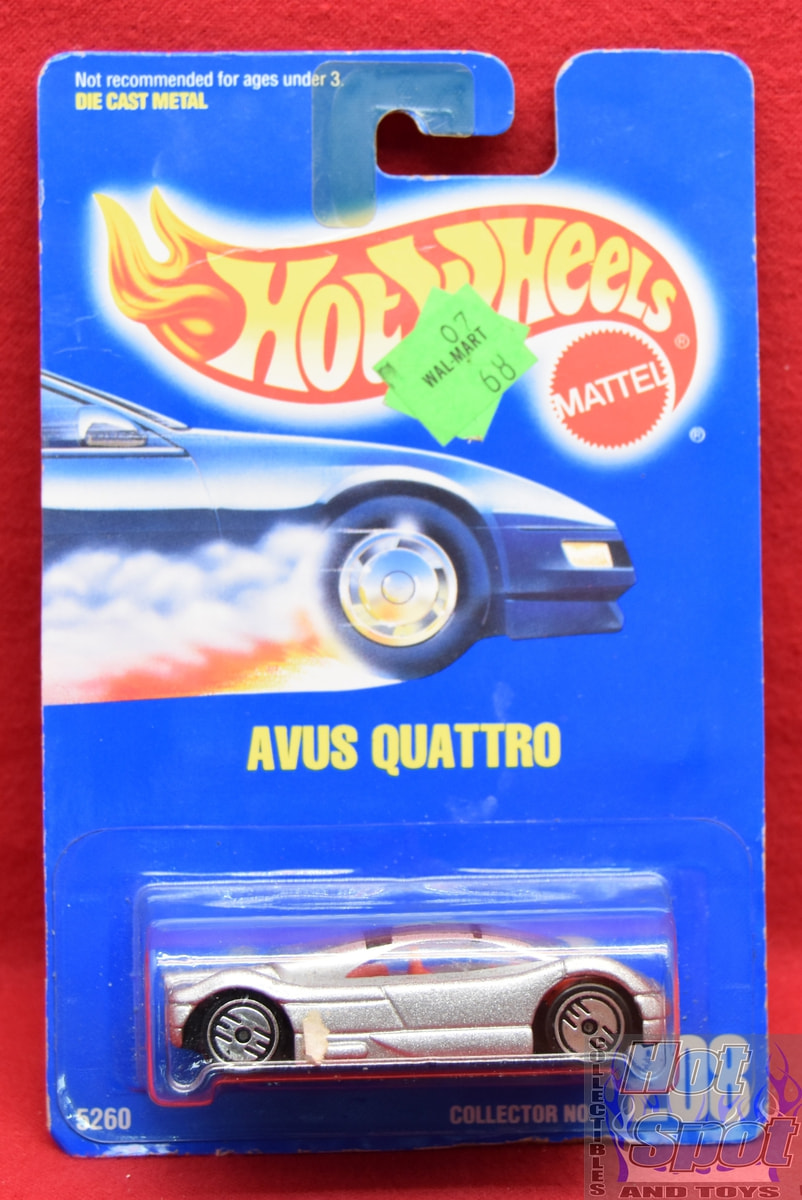 Not recommended for ages under 3.
DIE CAST METAL
HOT WHEELS ®
07
WAL-MART
68
MATTEL
®
AVUS QUATTRO
5260
COLLECTOR NO.
COLLECTIBLES
Hot
Spot
AND TOYS